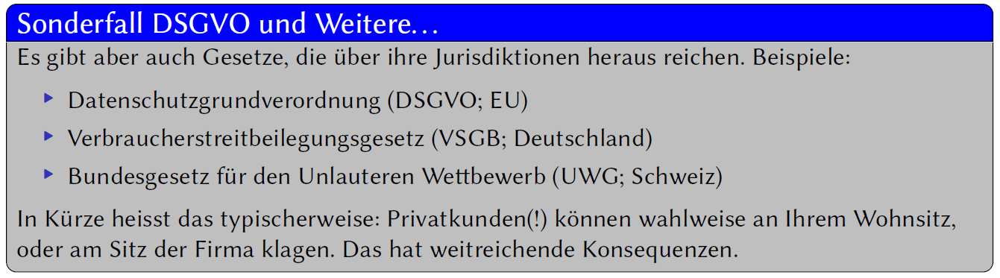 Sonderfall DSGVO und Weitere…
Es gibt aber auch Gesetze, die über ihre Jurisdiktionen heraus reichen. Beispiele:
Datenschutzgrundverordnung (DSGVO; EU)
Verbraucherstreitbeilegungsgesetz (VSGB; Deutschland)
Bundesgesetz für den Unlauteren Wettbewerb (UWG; Schweiz)
In Kürze heisst das typischerweise: Privatkunden(!) können wahlweise an Ihrem Wohnsitz,
oder am Sitz der Firma klagen. Das hat weitreichende Konsequenzen.